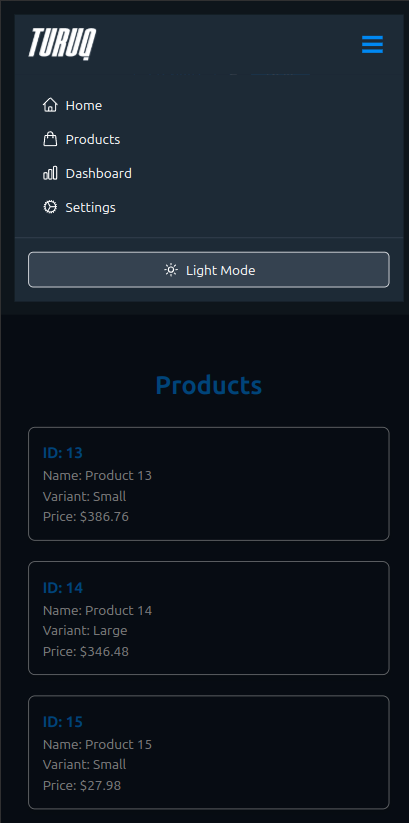 TURUQ
Home
Products
Dashboard
Settings
Light Mode
Products
ID: 13
Name: Product 13
Variant: Small
Price: $386.76
ID: 14
Name: Product 14
Variant: Large
Price: $346.48
ID: 15
Name: Product 15
Variant: Small
Price: $27.98